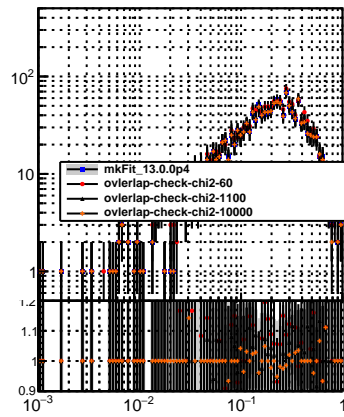 10²
10
mkFit_13.0.0p4
ovlerlap-check-chi2-60
ovlerlap-check-chi2-1100
ovlerlap-check-chi2-10000
1
1.2
1.1
1
0.9
10⁻³ 10⁻² 10⁻¹ 1